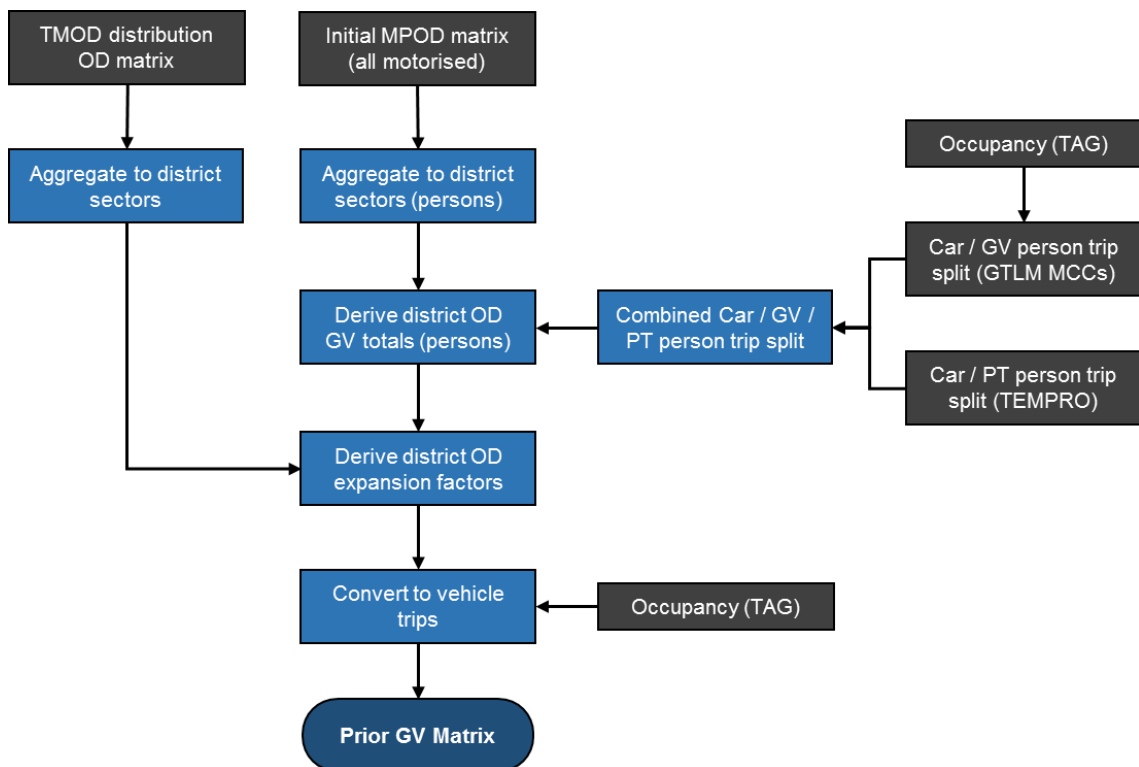 TMOD distribution
OD matrix
Initial MPOD matrix
(all motorised)
Aggregate to district
sectors
Aggregate to district
sectors (persons)
Occupancy (TAG)
Car / GV person trip
split (GTLM MCCs)
Derive district OD
GV totals (persons)
Combined Car / GV /
PT person trip split
Car / PT person trip
split (TEMPRO)
Derive district OD
expansion factors
Convert to vehicle
trips
Occupancy (TAG)
Prior GV Matrix